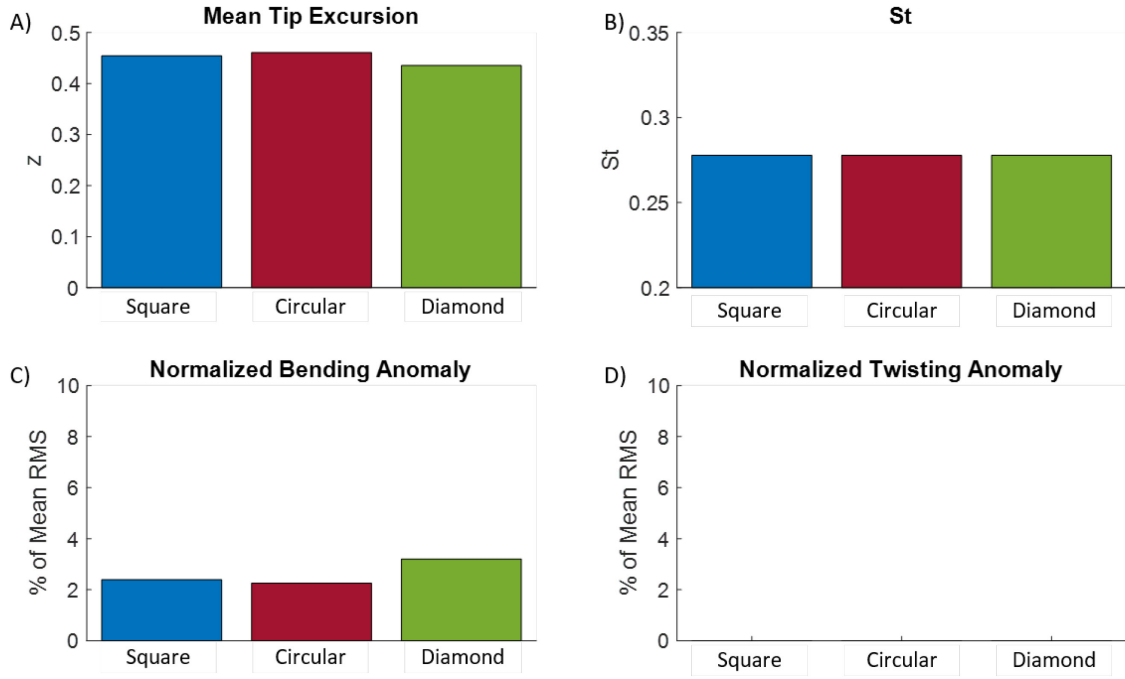 A)
Mean Tip Excursion
0.5
0.4
0.3
0.2
0.1
0
z
Square Circular Diamond
B)
St
0.35
0.3
0.25
0.2
St
Square Circular Diamond
C)
Normalized Bending Anomaly
10
8
6
4
2
0
% of Mean RMS
Square Circular Diamond
D)
Normalized Twisting Anomaly
10
8
6
4
2
0
% of Mean RMS
Square Circular Diamond